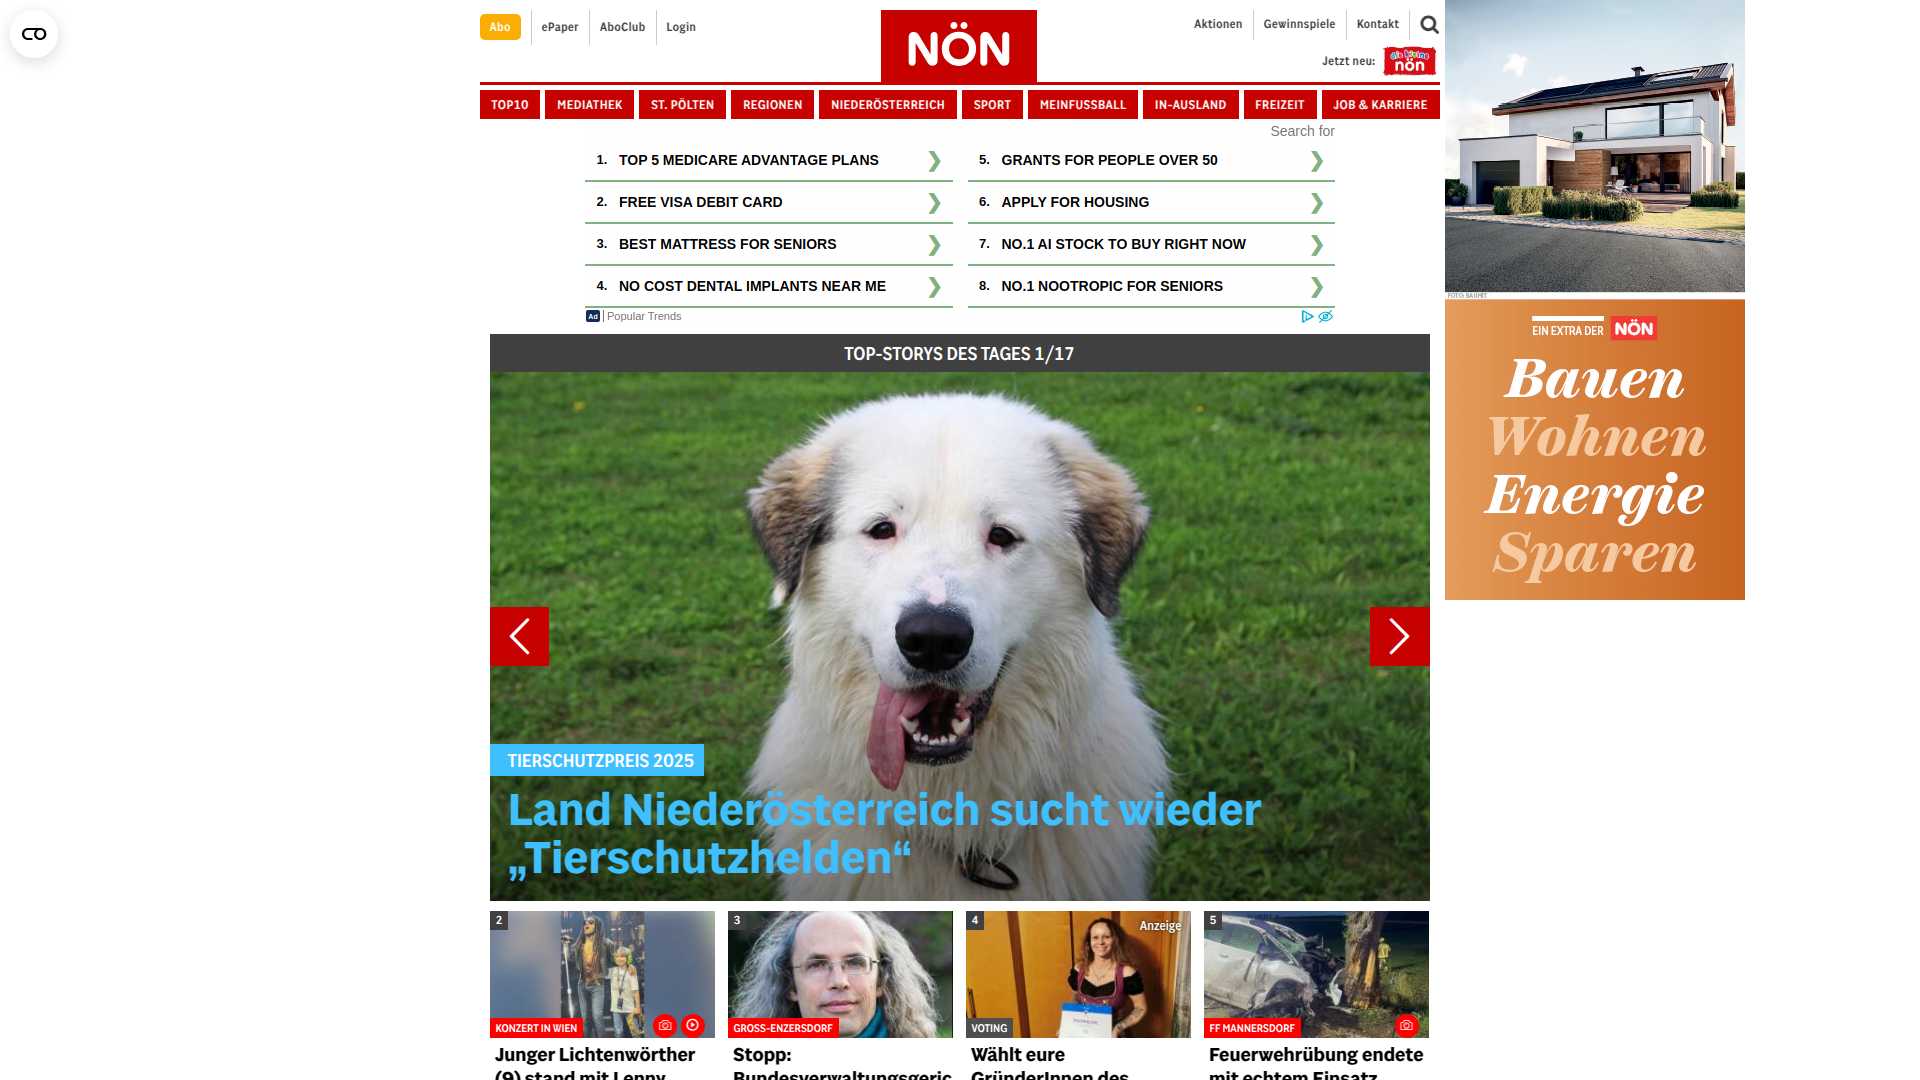 Abo
ePaper
AboClub
Login
NÖN
Aktionen
Gewinnspiele
Kontakt
Jetzt neu:
die kleine
nön
TOP10
MEDIATHEK
ST. PÖLTEN
REGIONEN
NIEDERÖSTERREICH
SPORT
MEINFUSSBALL
IN-AUSLAND
FREIZEIT
JOB & KARRIERE
Search for
1. TOP 5 MEDICARE ADVANTAGE PLANS
2. FREE VISA DEBIT CARD
3. BEST MATTRESS FOR SENIORS
4. NO COST DENTAL IMPLANTS NEAR ME
5. GRANTS FOR PEOPLE OVER 50
6. APPLY FOR HOUSING
7. NO.1 AI STOCK TO BUY RIGHT NOW
8. NO.1 NOOTROPIC FOR SENIORS
Ad
Popular Trends
FOTO: BAUMIT
EIN EXTRA DER NÖN
Bauen
Wohnen
Energie
Sparen
TOP-STORYS DES TAGES 1/17
TIERSCHUTZPREIS 2025
Land Niederösterreich sucht wieder
„Tierschutzhelden“
2
KONZERT IN WIEN
Junger Lichtenwörther
(9) stand mit Lenny
3
GROSS-ENZERSDORF
Stopp:
Bundesverwaltungsgeric
4
Anzeige
VOTING
Wählt eure
GründerInnen des
5
FF MANNERSDORF
Feuerwehrübung endete
mit echtem Einsatz